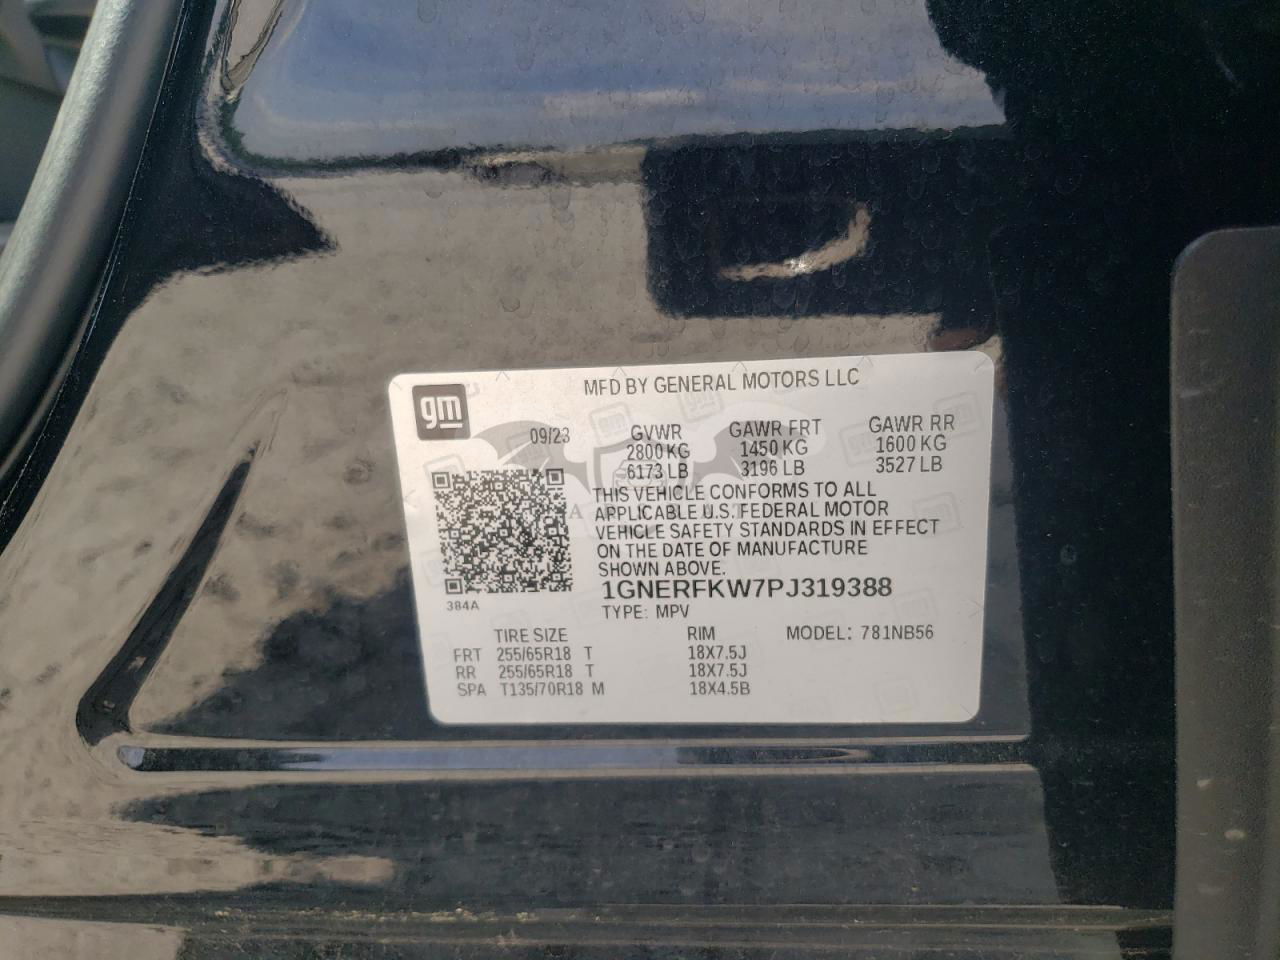 gm
MFD BY GENERAL MOTORS LLC
09/23 GVWR GAWR FRT GAWR RR
2800 KG 1450 KG 1600 KG
6173 LB 3196 LB 3527 LB
THIS VEHICLE CONFORMS TO ALL
APPLICABLE U.S. FEDERAL MOTOR
VEHICLE SAFETY STANDARDS IN EFFECT
ON THE DATE OF MANUFACTURE
SHOWN ABOVE.
384A
1GNERFKW7PJ319388
TYPE: MPV
TIRE SIZE RIM MODEL: 781NB56
FRT 255/65R18 T 18X7.5J
RR 255/65R18 T 18X7.5J
SPA T135/70R18 M 18X4.5B